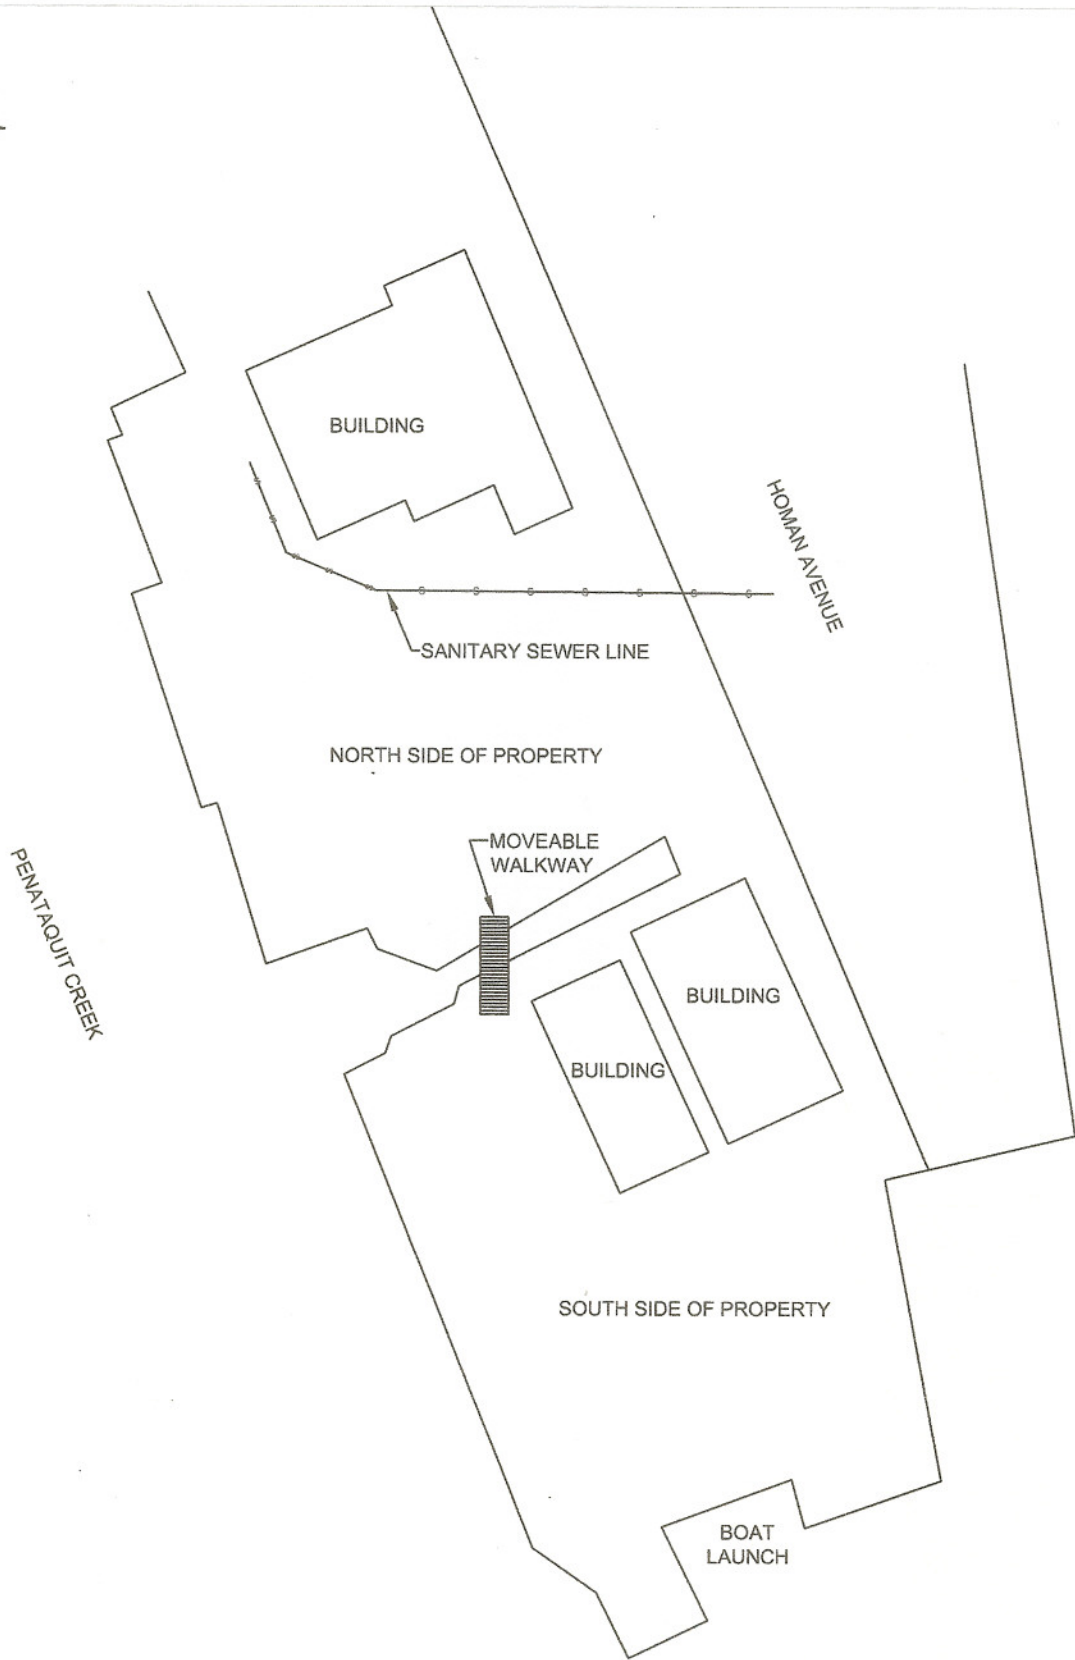 BUILDING
HOMAN AVENUE
S S S S S S S S S S S S
SANITARY SEWER LINE
NORTH SIDE OF PROPERTY
MOVEABLE
WALKWAY
PENATAQUIT CREEK
BUILDING
BUILDING
SOUTH SIDE OF PROPERTY
BOAT
LAUNCH